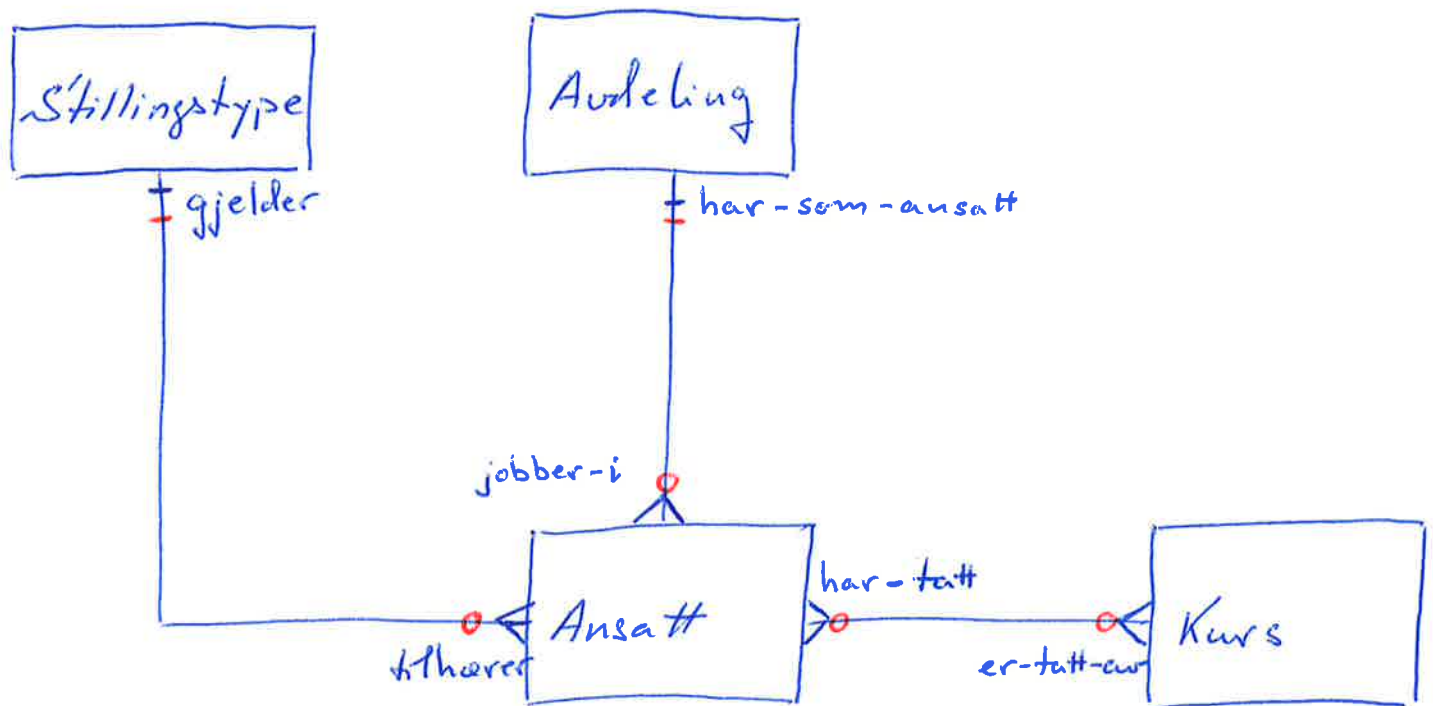 Stillingstype
Avdeling
gjelder
har-som-ansatt
jobber-i
har-tatt
Ansatt
Kurs
tilhører
er-tatt-av